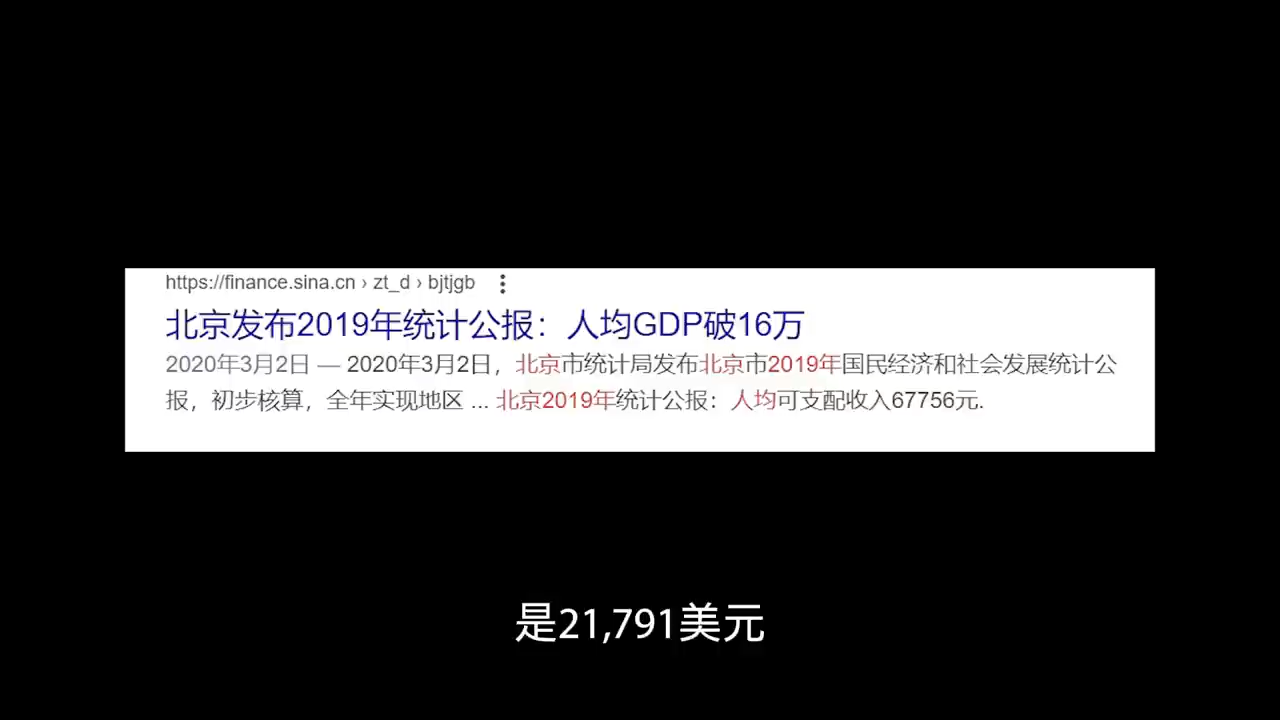 https://finance.sina.cn › zt_d › bjtjgb
北京发布2019年统计公报：人均GDP破16万
2020年3月2日 — 2020年3月2日，北京市统计局发布北京市2019年国民经济和社会发展统计公
报，初步核算，全年实现地区 ... 北京2019年统计公报：人均可支配收入67756元.
是21,791美元